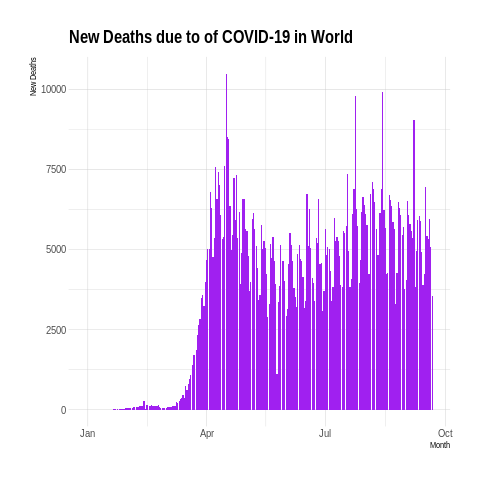 New Deaths due to of COVID-19 in World
New Deaths
10000
7500
5000
2500
0
Jan Apr Jul Oct
Month